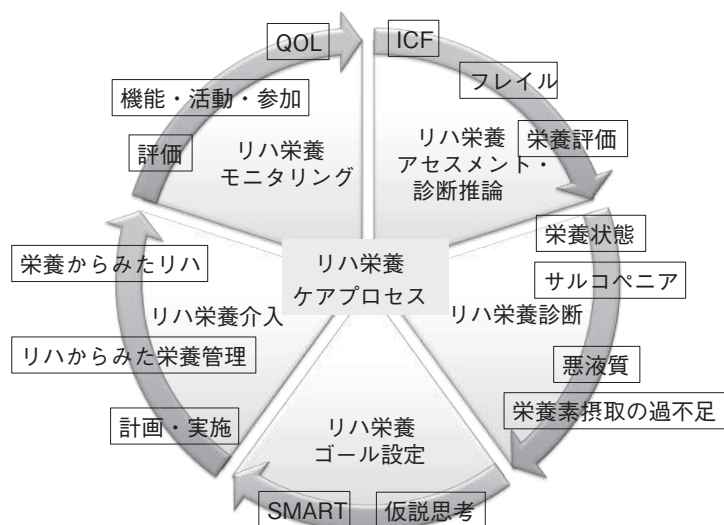 QOL
ICF
機能・活動・参加
フレイル
評価
リハ栄養
モニタリング
リハ栄養
アセスメント・
診断推論
栄養評価
栄養状態
栄養からみたリハ
リハ栄養
ケアプロセス
サルコペニア
リハ栄養介入
リハ栄養診断
リハからみた栄養管理
悪液質
栄養素摂取の過不足
計画・実施
リハ栄養
ゴール設定
SMART
仮説思考